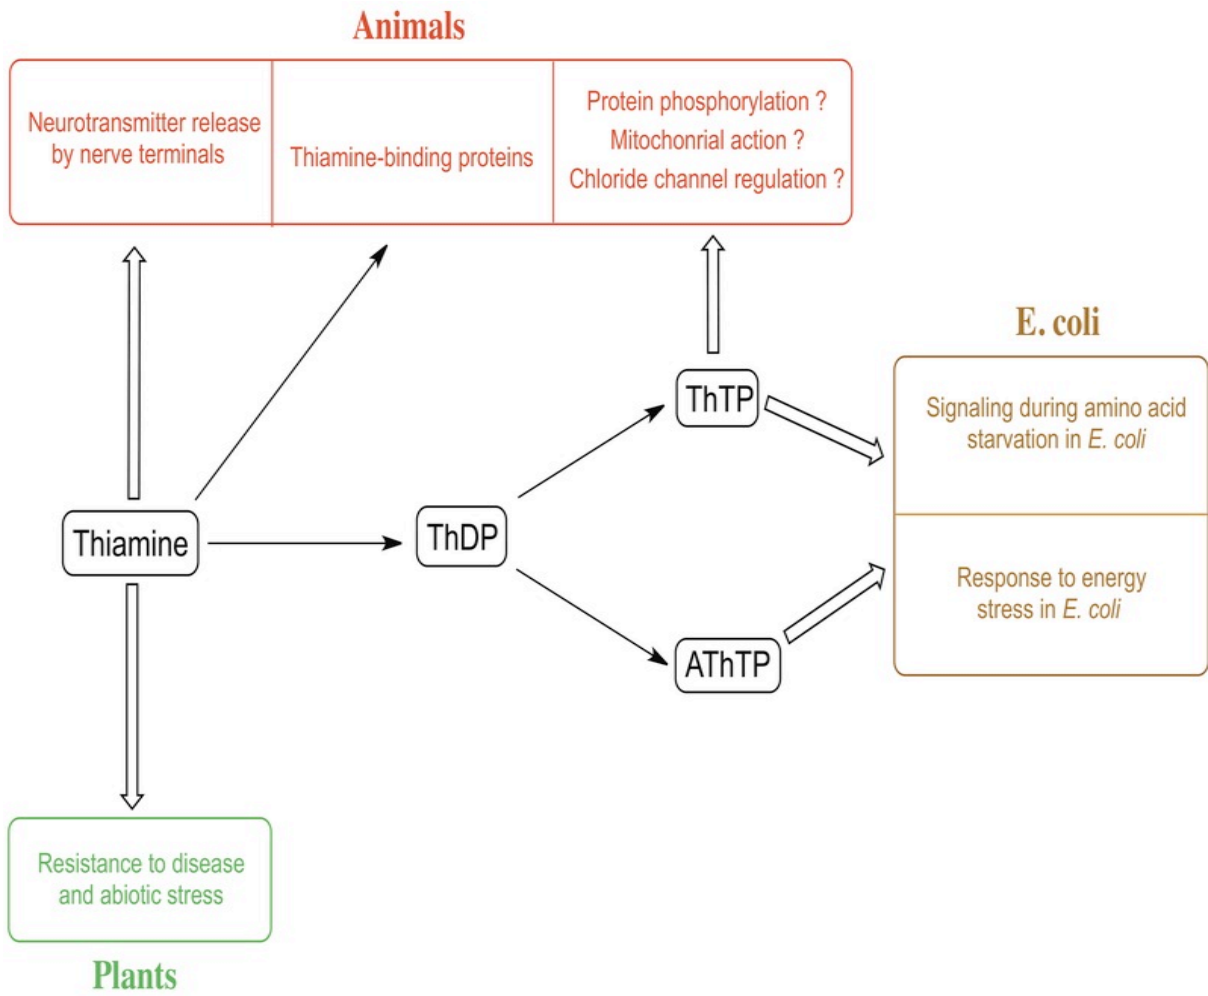 Animals
Neurotransmitter release
by nerve terminals
Thiamine-binding proteins
Protein phosphorylation ?
Mitochonrial action ?
Chloride channel regulation ?
E. coli
ThTP
Signaling during amino acid
starvation in E. coli
Thiamine
ThDP
Response to energy
stress in E. coli
AThTP
Resistance to disease
and abiotic stress
Plants